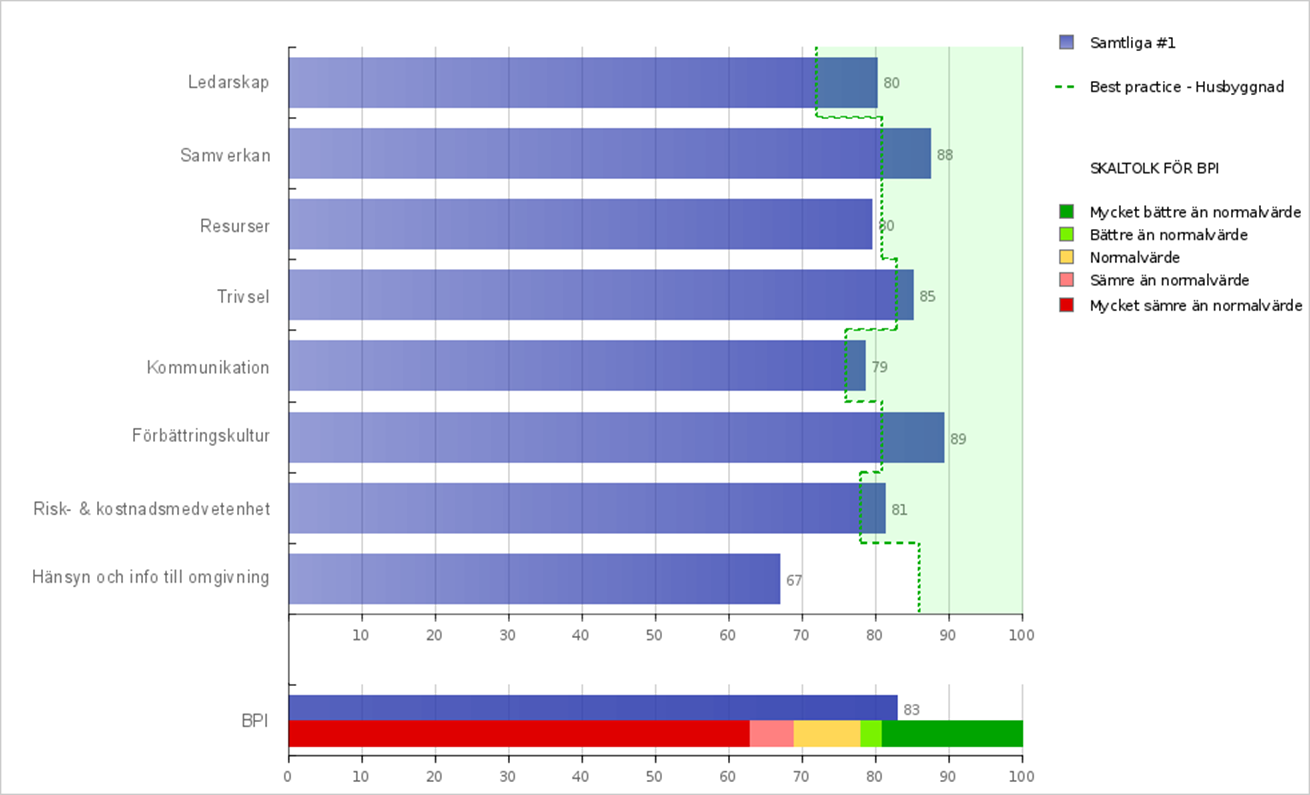 Ledarskap
80
Samverkan
88
Resurser
80
Trivsel
85
Kommunikation
79
Förbättringskultur
89
Risk- & kostnadsmedvetenhet
81
Hänsyn och info till omgivning
67
10 20 30 40 50 60 70 80 90 100
BPI
83
0 10 20 30 40 50 60 70 80 90 100
Samtliga #1
Best practice - Husbyggnad
SKALTOLK FÖR BPI
Mycket bättre än normalvärde
Bättre än normalvärde
Normalvärde
Sämre än normalvärde
Mycket sämre än normalvärde